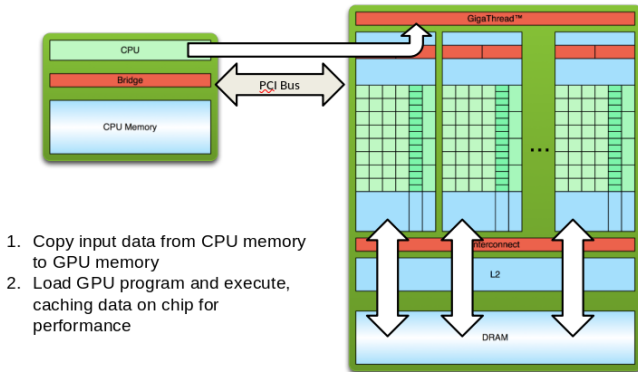 GigaThread™
CPU
Bridge
PCI Bus
CPU Memory
1. Copy input data from CPU memory
to GPU memory
2. Load GPU program and execute,
caching data on chip for
performance
...
L2
DRAM